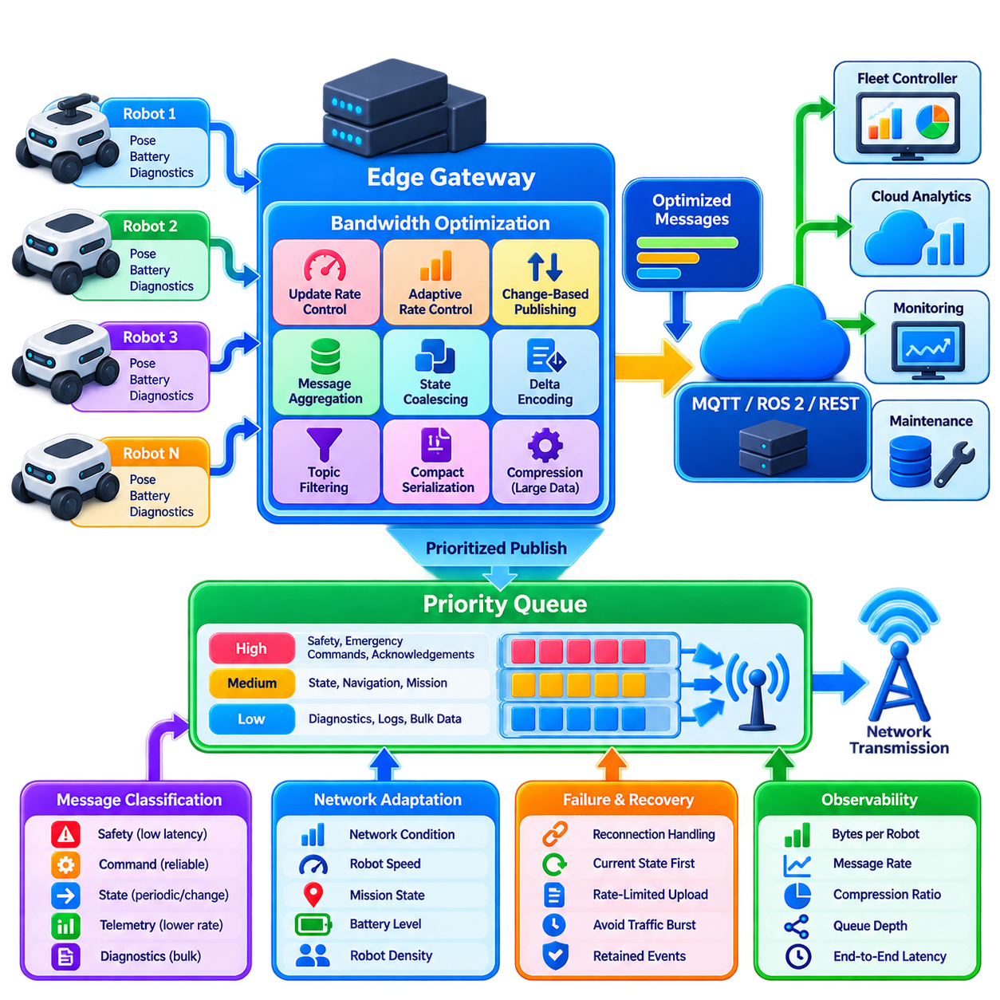 Robot 1
Pose
Battery
Diagnostics
Robot 2
Pose
Battery
Diagnostics
Robot 3
Pose
Battery
Diagnostics
Robot N
Pose
Battery
Diagnostics
Edge Gateway
Bandwidth Optimization
Update Rate
Control
Adaptive
Rate Control
Change-Based
Publishing
Message
Aggregation
State
Coalescing
Delta
Encoding
Topic
Filtering
Compact
Serialization
Compression
(Large Data)
Optimized
Messages
MQTT / ROS 2 / REST
Fleet Controller
Cloud Analytics
Monitoring
Maintenance
Prioritized Publish
Priority Queue
High
Safety, Emergency
Commands, Acknowledgements
Medium
State, Navigation, Mission
Low
Diagnostics, Logs, Bulk Data
Network
Transmission
Message Classification
Safety (low latency)
Command (reliable)
State (periodic/change)
Telemetry (lower rate)
Diagnostics (bulk)
Network Adaptation
Network Condition
Robot Speed
Mission State
Battery Level
Robot Density
Failure & Recovery
Reconnection Handling
Current State First
Rate-Limited Upload
Avoid Traffic Burst
Retained Events
Observability
Bytes per Robot
Message Rate
Compression Ratio
Queue Depth
End-to-End Latency